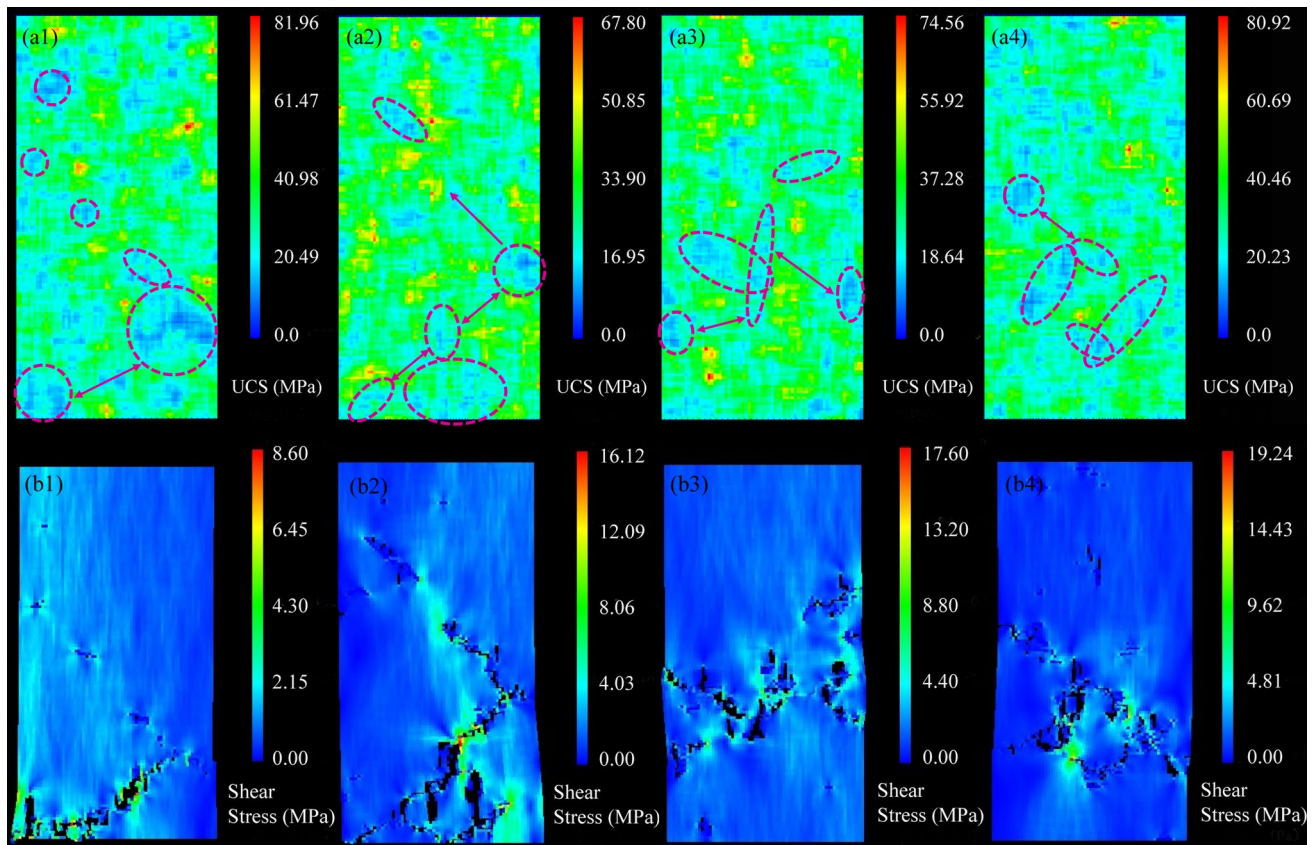 (a1)
81.96
61.47
40.98
20.49
0.0
UCS (MPa)
(a2)
67.80
50.85
33.90
16.95
0.0
UCS (MPa)
(a3)
74.56
55.92
37.28
18.64
0.0
UCS (MPa)
(a4)
80.92
60.69
40.46
20.23
0.0
UCS (MPa)
(b1)
8.60
6.45
4.30
2.15
0.00
Shear
Stress (MPa)
(b2)
16.12
12.09
8.06
4.03
0.00
Shear
Stress (MPa)
(b3)
17.60
13.20
8.80
4.40
0.00
Shear
Stress (MPa)
(b4)
19.24
14.43
9.62
4.81
0.00
Shear
Stress (MPa)